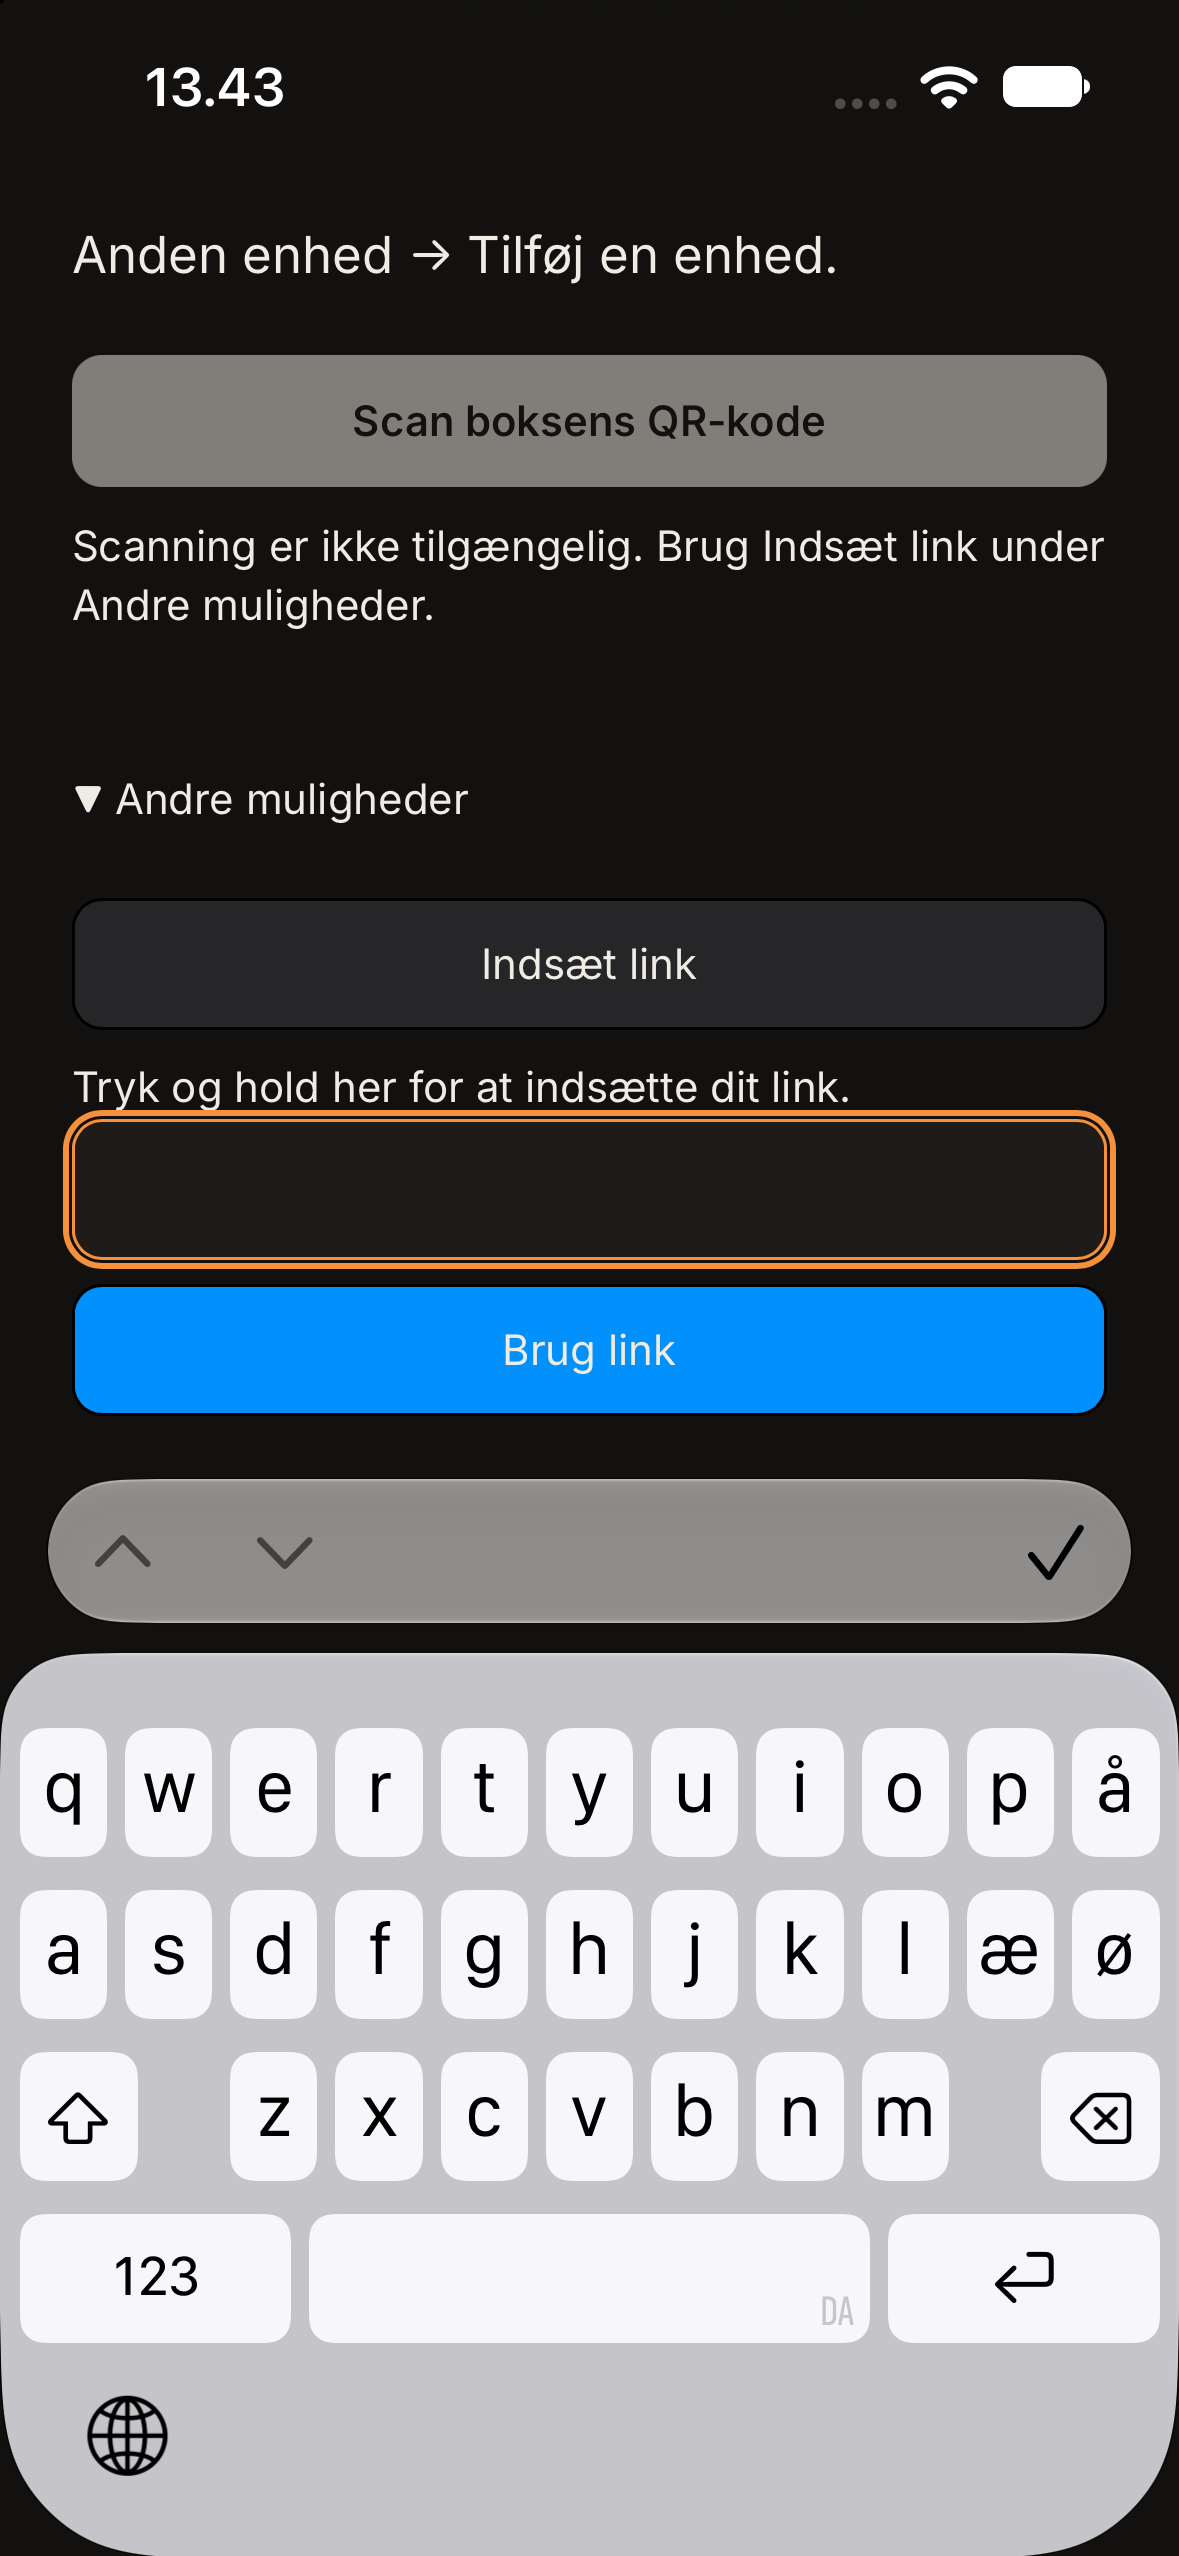 13.43
Anden enhed → Tilføj en enhed.
Scan boksens QR-kode
Scanning er ikke tilgængelig. Brug Indsæt link under
Andre muligheder.
▼ Andre muligheder
Indsæt link
Tryk og hold her for at indsætte dit link.
Brug link
q w e r t y u i o p å
a s d f g h j k l æ ø
z x c v b n m
123 DA